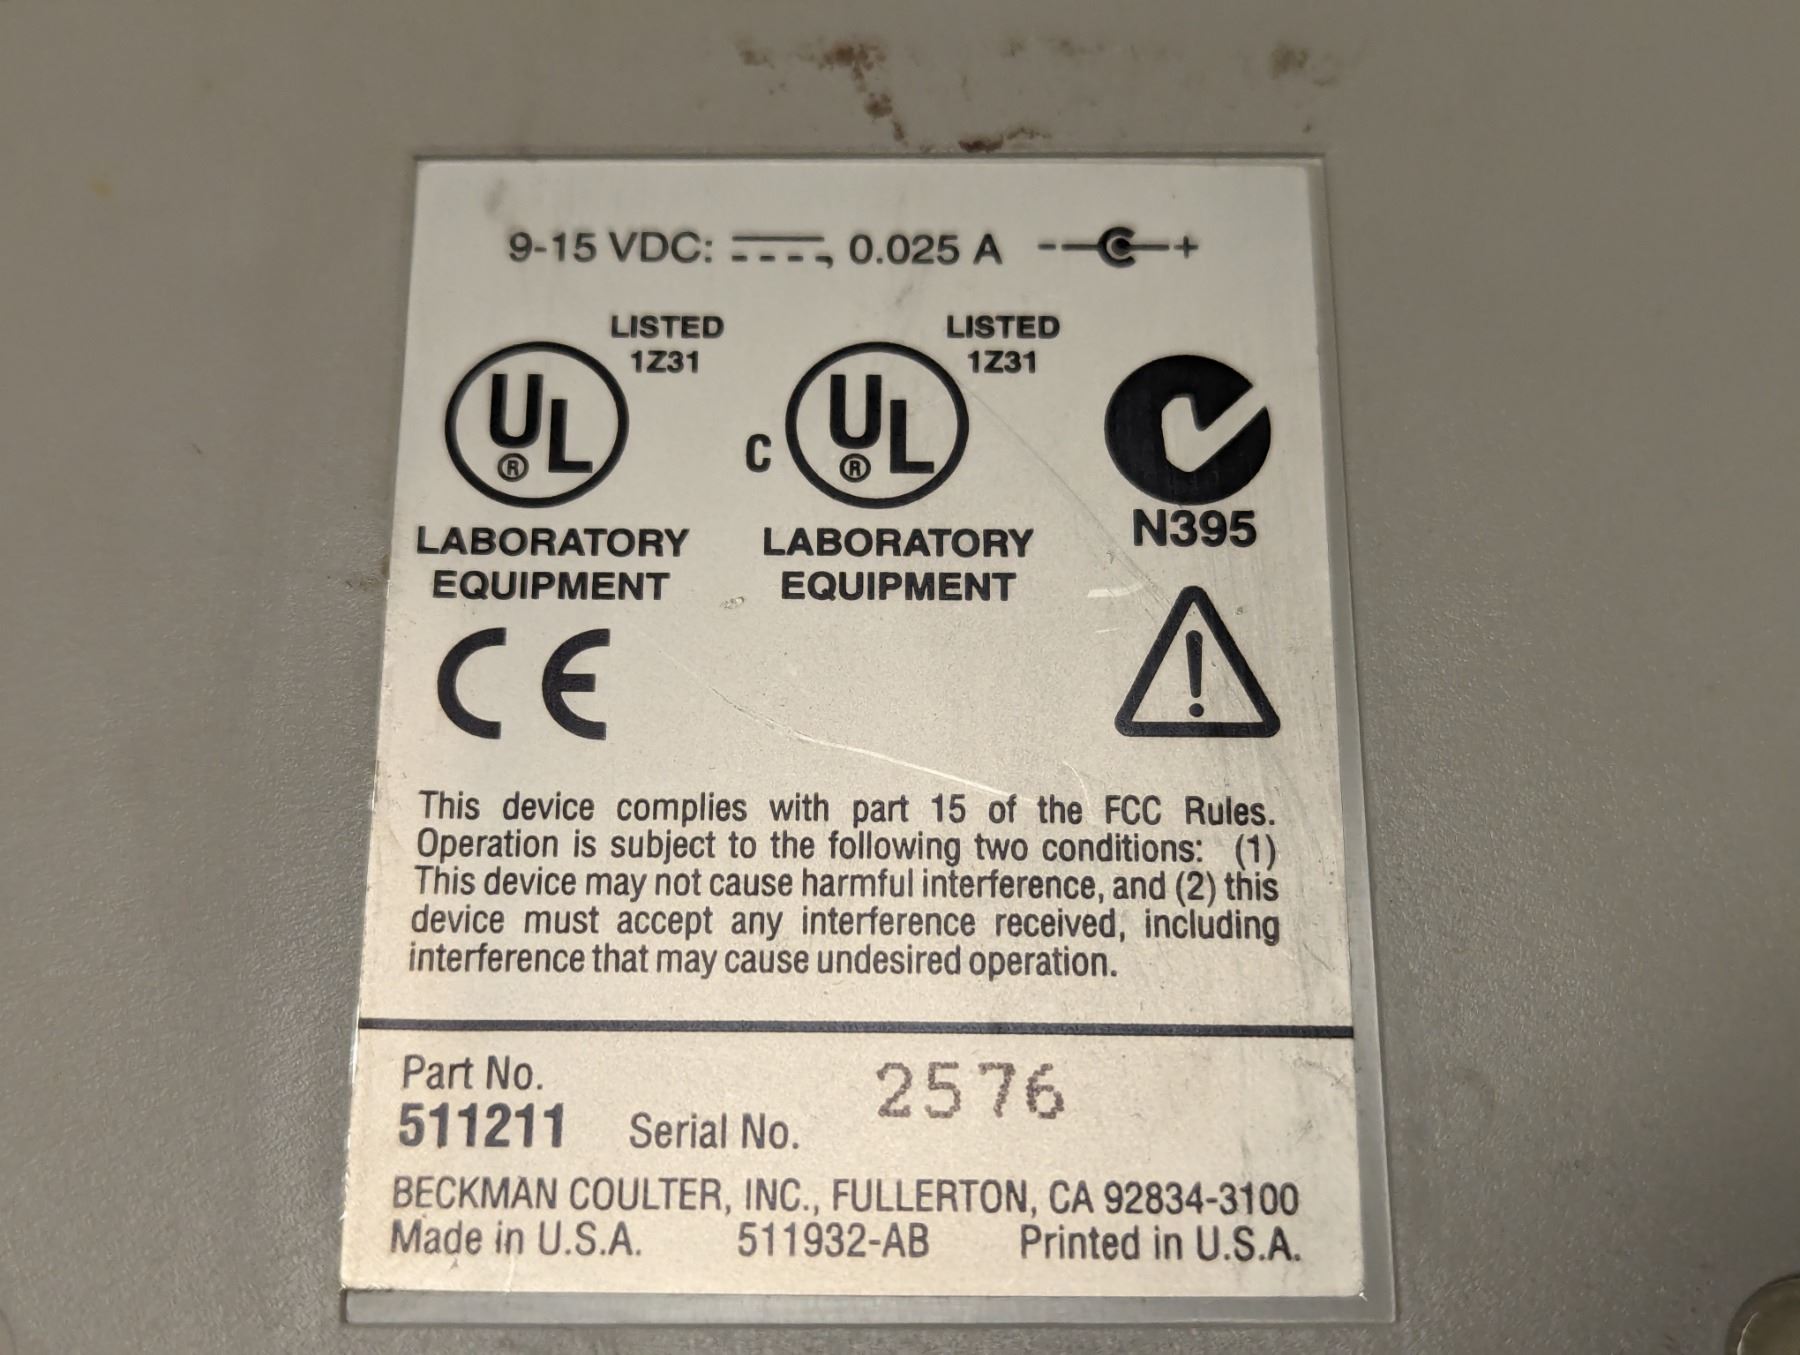 9-15 VDC: ⎓, 0.025 A - +
LISTED LISTED
1Z31 1Z31
UL® C UL®
N395
LABORATORY LABORATORY
EQUIPMENT EQUIPMENT
CE
!
This device complies with part 15 of the FCC Rules.
Operation is subject to the following two conditions: (1)
This device may not cause harmful interference, and (2) this
device must accept any interference received, including
interference that may cause undesired operation.
Part No. 2576
511211 Serial No.
BECKMAN COULTER, INC., FULLERTON, CA 92834-3100
Made in U.S.A. 511932-AB Printed in U.S.A.